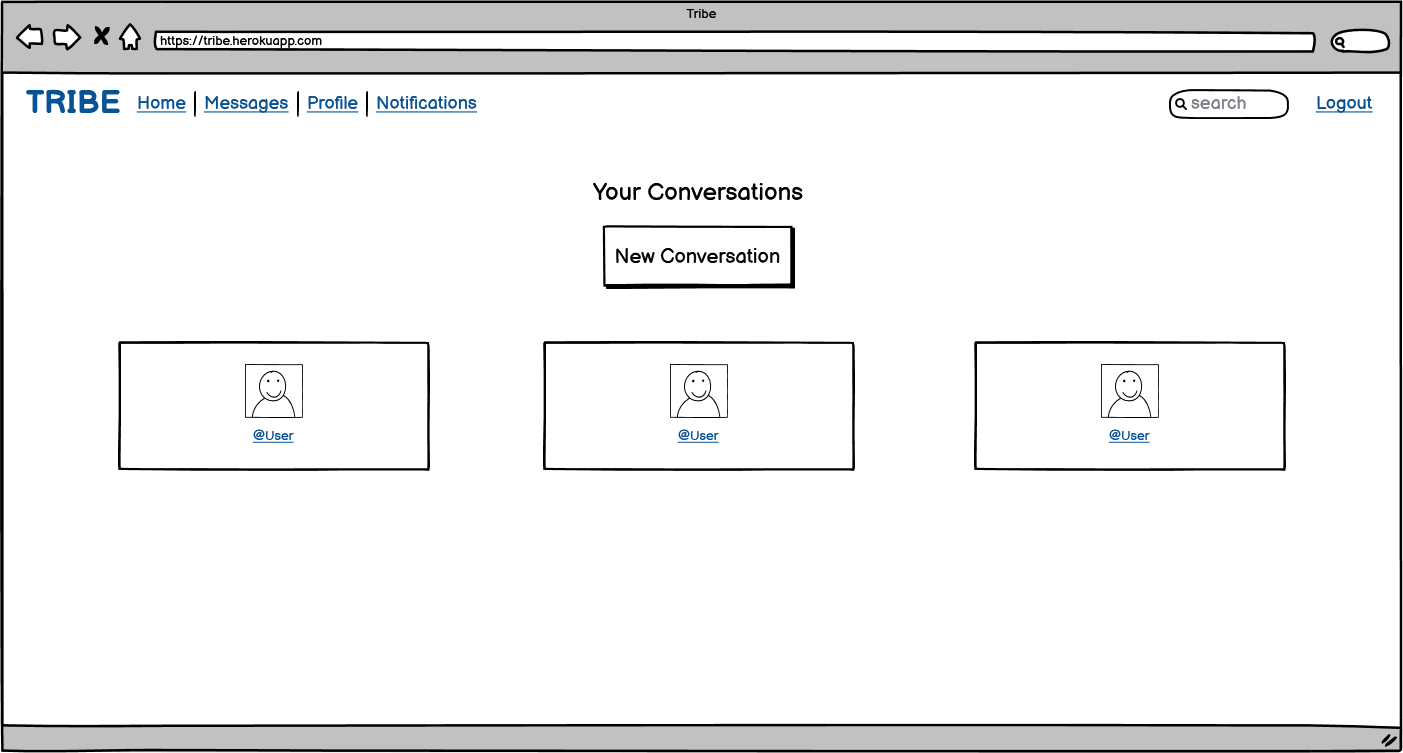 Tribe
https://tribe.herokuapp.com
TRIBE Home Messages Profile Notifications search Logout
Your Conversations
New Conversation
@User @User @User